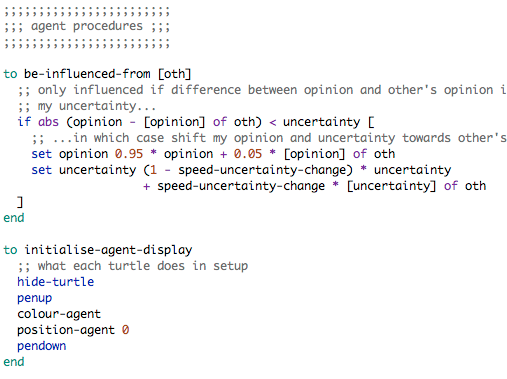 ;;;;;;;;;;;;;;;;;;;;;;;;
;;; agent procedures ;;;
;;;;;;;;;;;;;;;;;;;;;;;;
to be-influenced-from [oth]
;; only influenced if difference between opinion and other's opinion i
;; my uncertainty...
if abs (opinion - [opinion] of oth) < uncertainty [
;; ...in which case shift my opinion and uncertainty towards other's
set opinion 0.95 * opinion + 0.05 * [opinion] of oth
set uncertainty (1 - speed-uncertainty-change) * uncertainty
+ speed-uncertainty-change * [uncertainty] of oth
]
end
to initialise-agent-display
;; what each turtle does in setup
hide-turtle
penup
colour-agent
position-agent 0
pendown
end